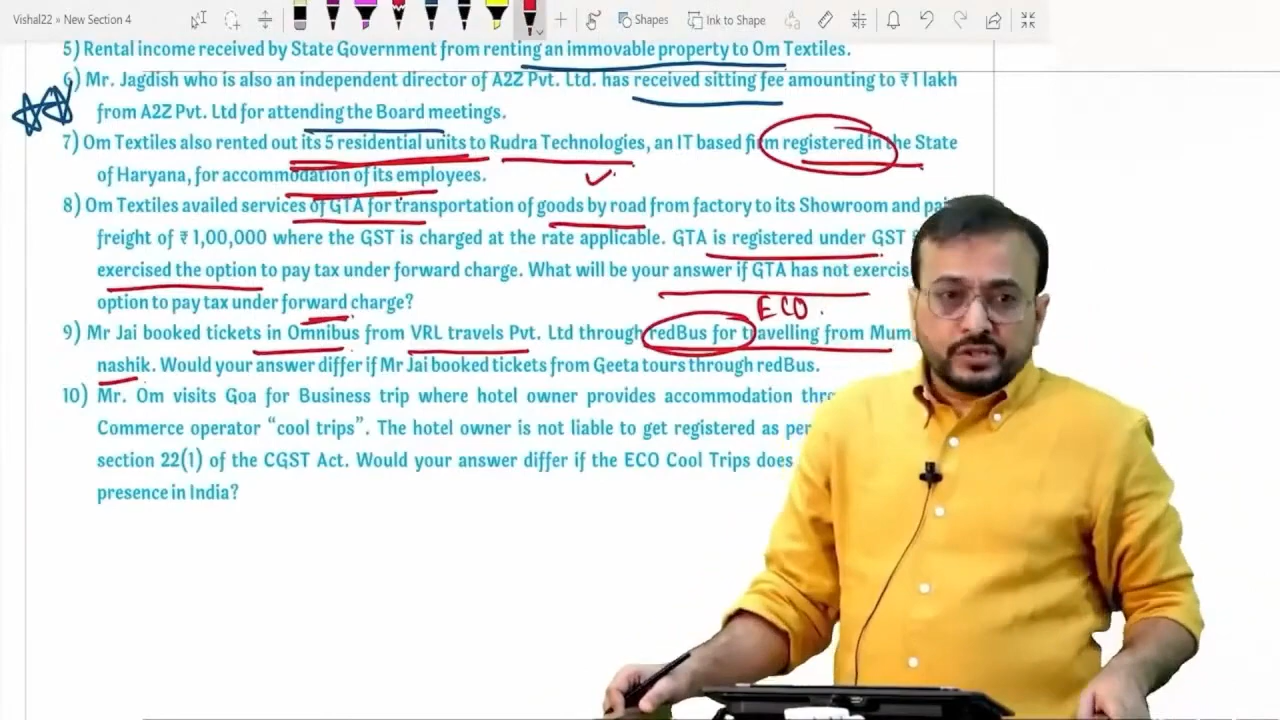 Vishal22 » New Section 4
Shapes
Ink to Shape
5) Rental income received by State Government from renting an immovable property to Om Textiles.
6) Mr. Jagdish who is also an independent director of A2Z Pvt. Ltd. has received sitting fee amounting to ₹ 1 lakh
from A2Z Pvt. Ltd for attending the Board meetings.
7) Om Textiles also rented out its 5 residential units to Rudra Technologies, an IT based firm registered in the State
of Haryana, for accommodation of its employees.
8) Om Textiles availed services of GTA for transportation of goods by road from factory to its Showroom and
freight of ₹ 1,00,000 where the GST is charged at the rate applicable. GTA is registered under GST
exercised the option to pay tax under forward charge. What will be your answer if GTA has not
option to pay tax under forward charge?
ECO.
9) Mr Jai booked tickets in Omnibus from VRL travels Pvt. Ltd through redBus for travelling from
nashik. Would your answer differ if Mr Jai booked tickets from Geeta tours through redBus.
10) Mr. Om visits Goa for Business trip where hotel owner provides accommodation
Commerce operator “cool trips”. The hotel owner is not liable to get registered as per
section 22(1) of the CGST Act. Would your answer differ if the ECO Cool Trips does
presence in India?